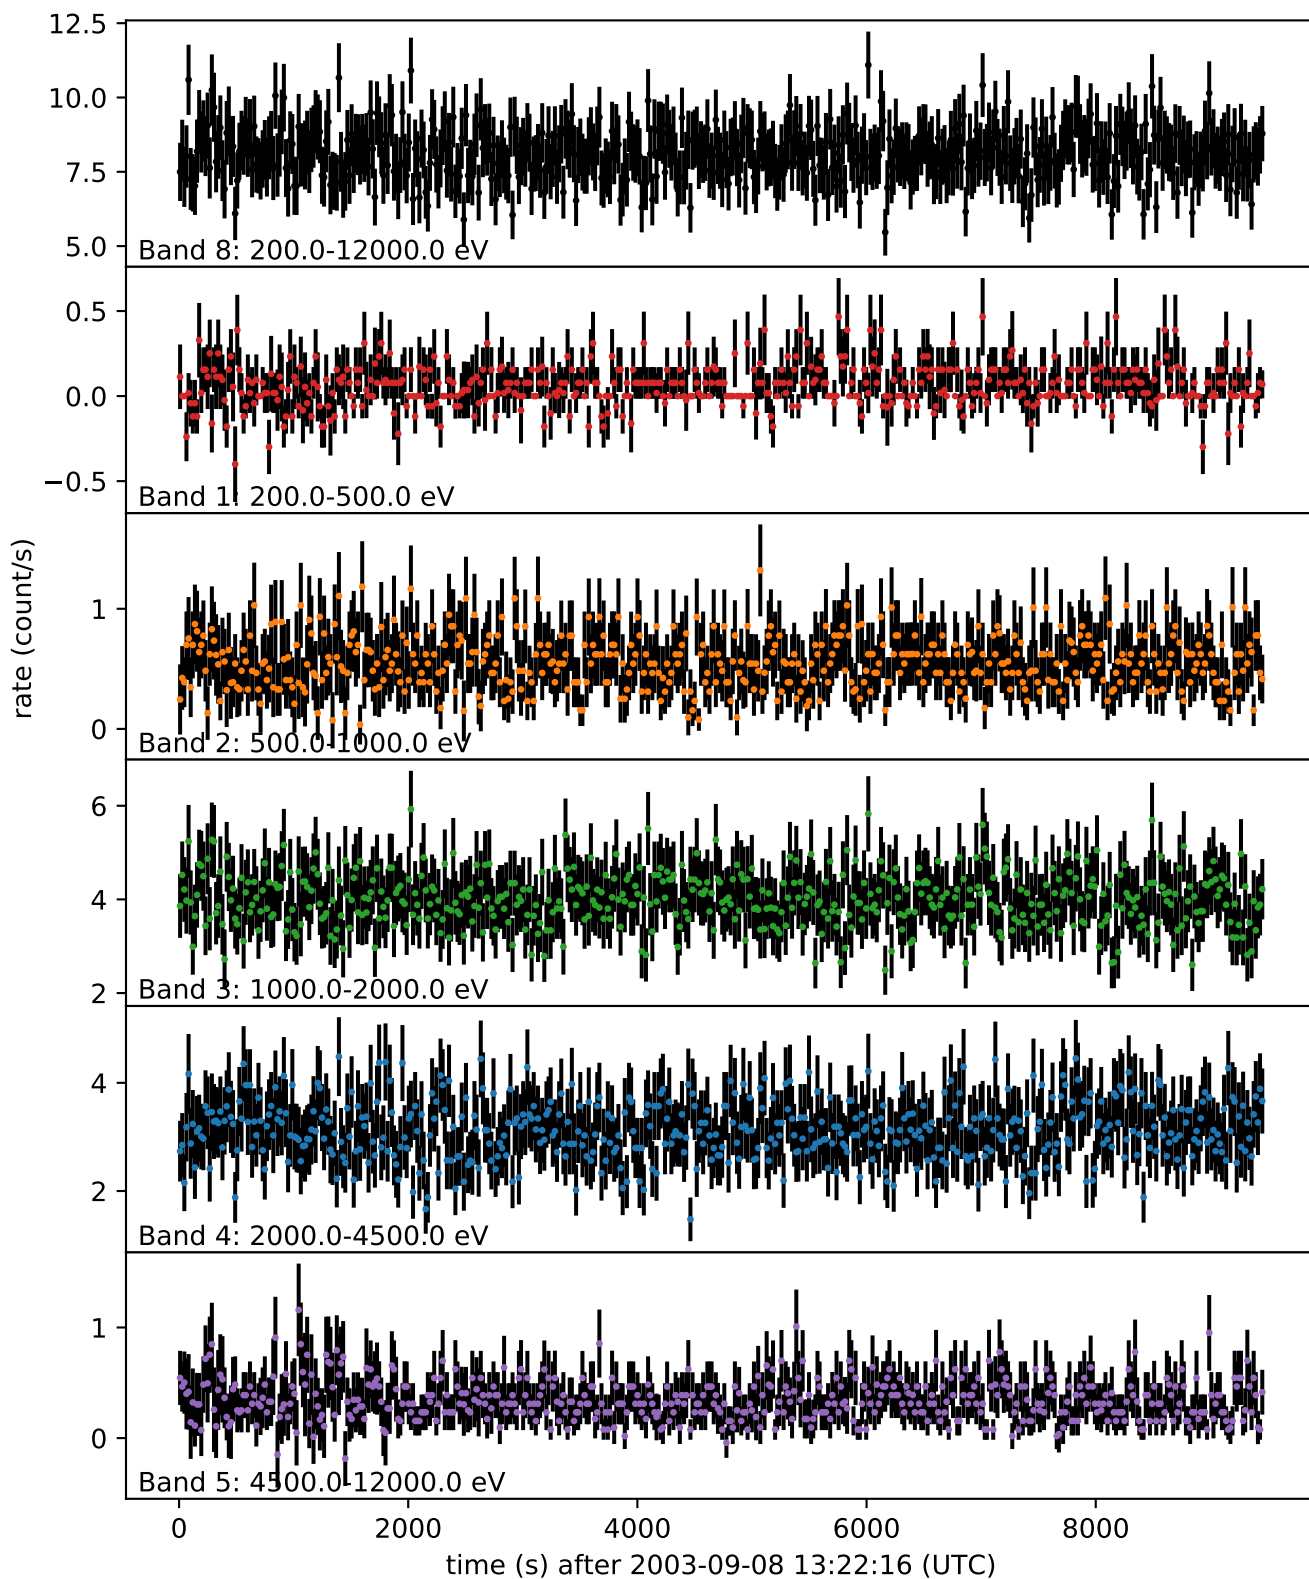 12.5
10.0
7.5
5.0
Band 8: 200.0-12000.0 eV
0.5
0.0
−0.5
Band 1: 200.0-500.0 eV
1
0
Band 2: 500.0-1000.0 eV
rate (count/s)
6
4
2
Band 3: 1000.0-2000.0 eV
4
2
Band 4: 2000.0-4500.0 eV
1
0
Band 5: 4500.0-12000.0 eV
0 2000 4000 6000 8000
time (s) after 2003-09-08 13:22:16 (UTC)